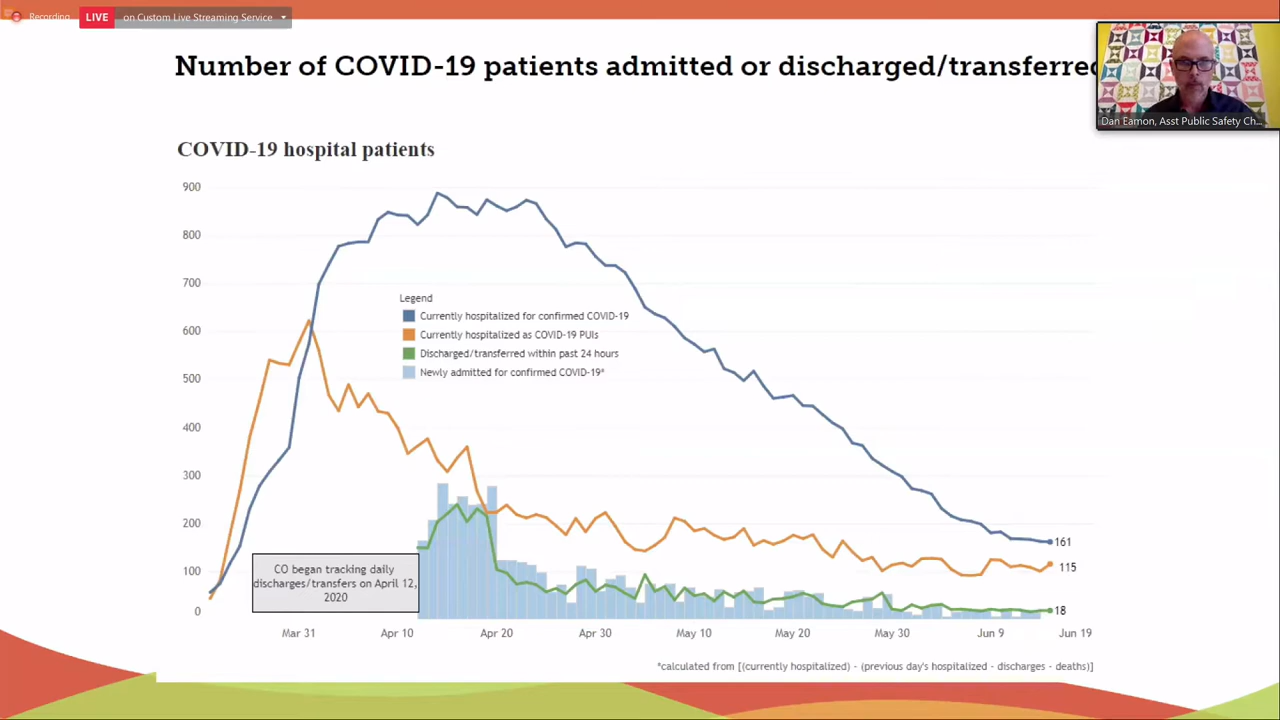 Recording
LIVE on Custom Live Streaming Service
Number of COVID-19 patients admitted or discharged/transferred
Dan Eamon, Asst Public Safety Ch...
COVID-19 hospital patients
900
800
700
600
500
400
300
200
100
0
Legend
Currently hospitalized for confirmed COVID-19
Currently hospitalized as COVID-19 PUIs
Discharged/transferred within past 24 hours
Newly admitted for confirmed COVID-19*
CO began tracking daily
discharges/transfers on April 12,
2020
161
115
18
Mar 31 Apr 10 Apr 20 Apr 30 May 10 May 20 May 30 Jun 9 Jun 19
*calculated from [(currently hospitalized) - (previous day's hospitalized - discharges - deaths)]